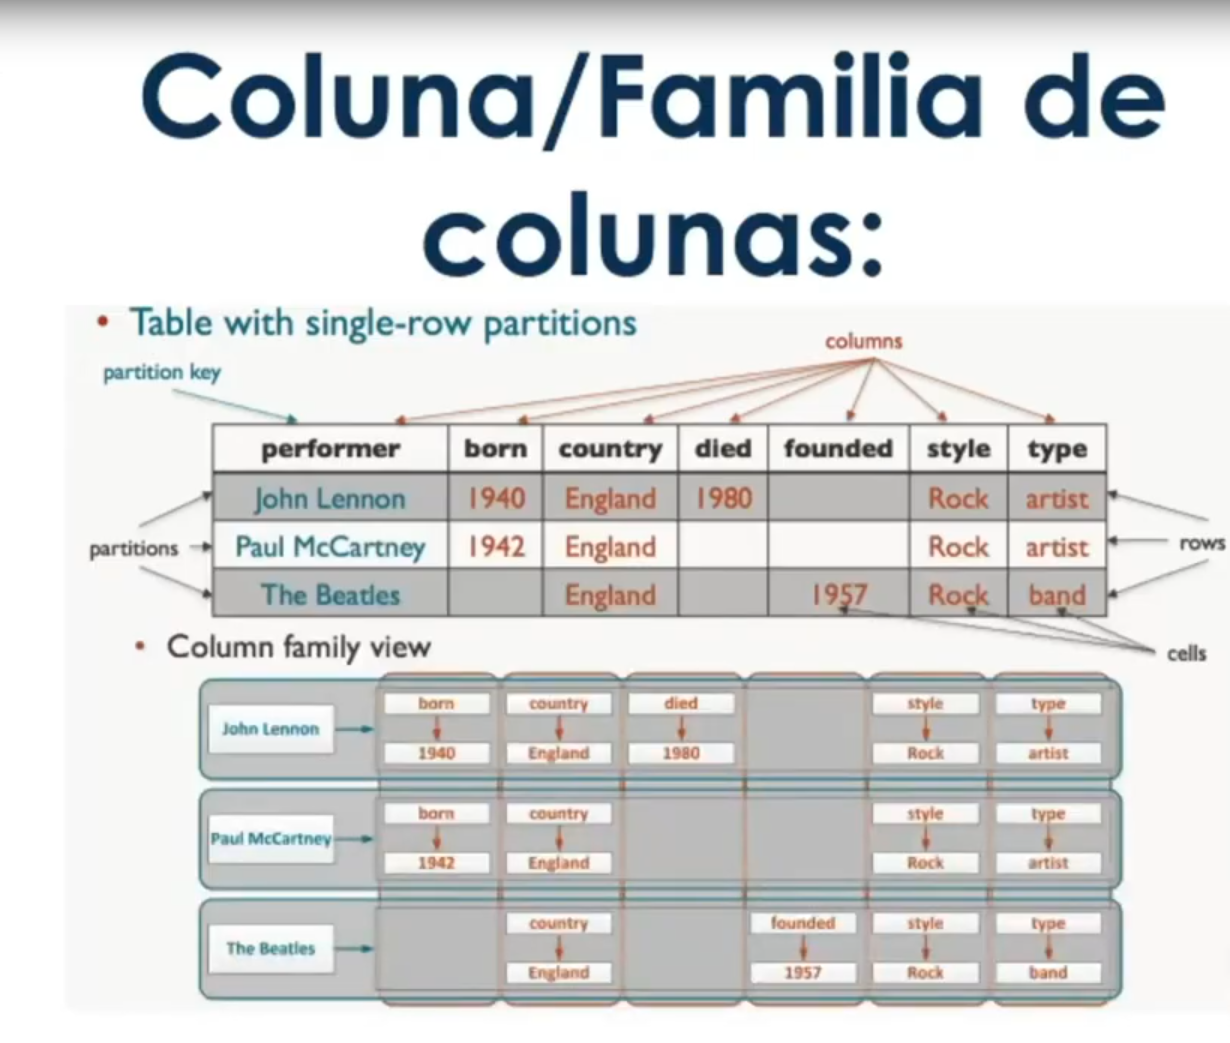 Coluna/Familia de
colunas:
• Table with single-row partitions
columns
partition key
performer born country died founded style type
John Lennon 1940 England 1980 Rock artist
partitions Paul McCartney 1942 England Rock artist rows
The Beatles England 1957 Rock band
• Column family view
cells
born country died style type
John Lennon
1940 England 1980 Rock artist
born country style type
Paul McCartney
1942 England Rock artist
country founded style type
The Beatles
England 1957 Rock band